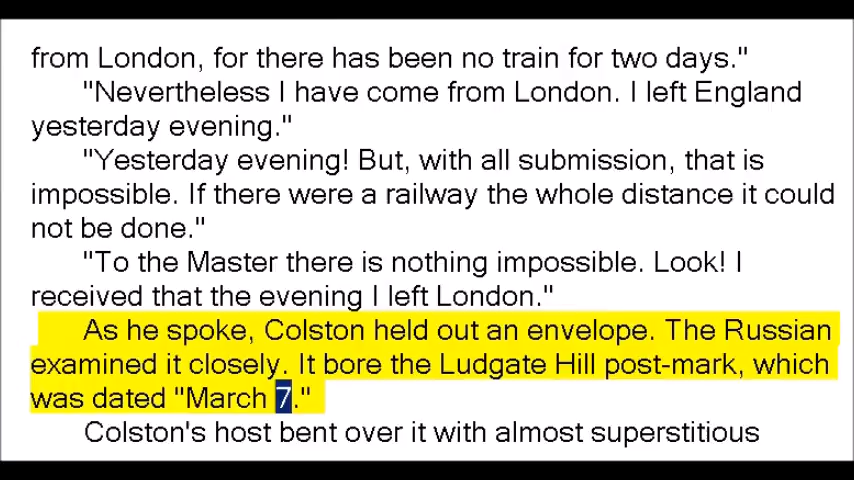 from London, for there has been no train for two days."
"Nevertheless I have come from London. I left England
yesterday evening."
"Yesterday evening! But, with all submission, that is
impossible. If there were a railway the whole distance it could
not be done."
"To the Master there is nothing impossible. Look! I
received that the evening I left London."
As he spoke, Colston held out an envelope. The Russian
examined it closely. It bore the Ludgate Hill post-mark, which
was dated "March 7."
Colston's host bent over it with almost superstitious